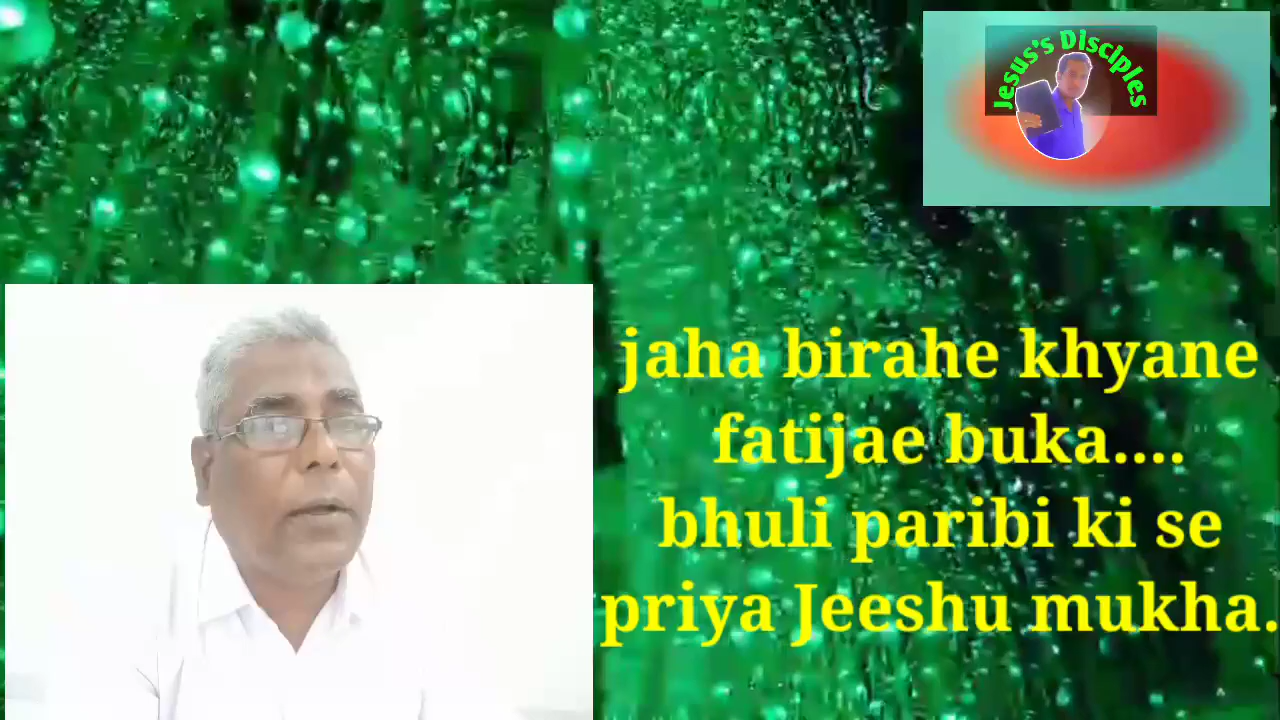 Jesus's Disciples
jaha birahe khyane
fatijae buka....
bhuli paribi ki se
priya Jeeshu mukha.